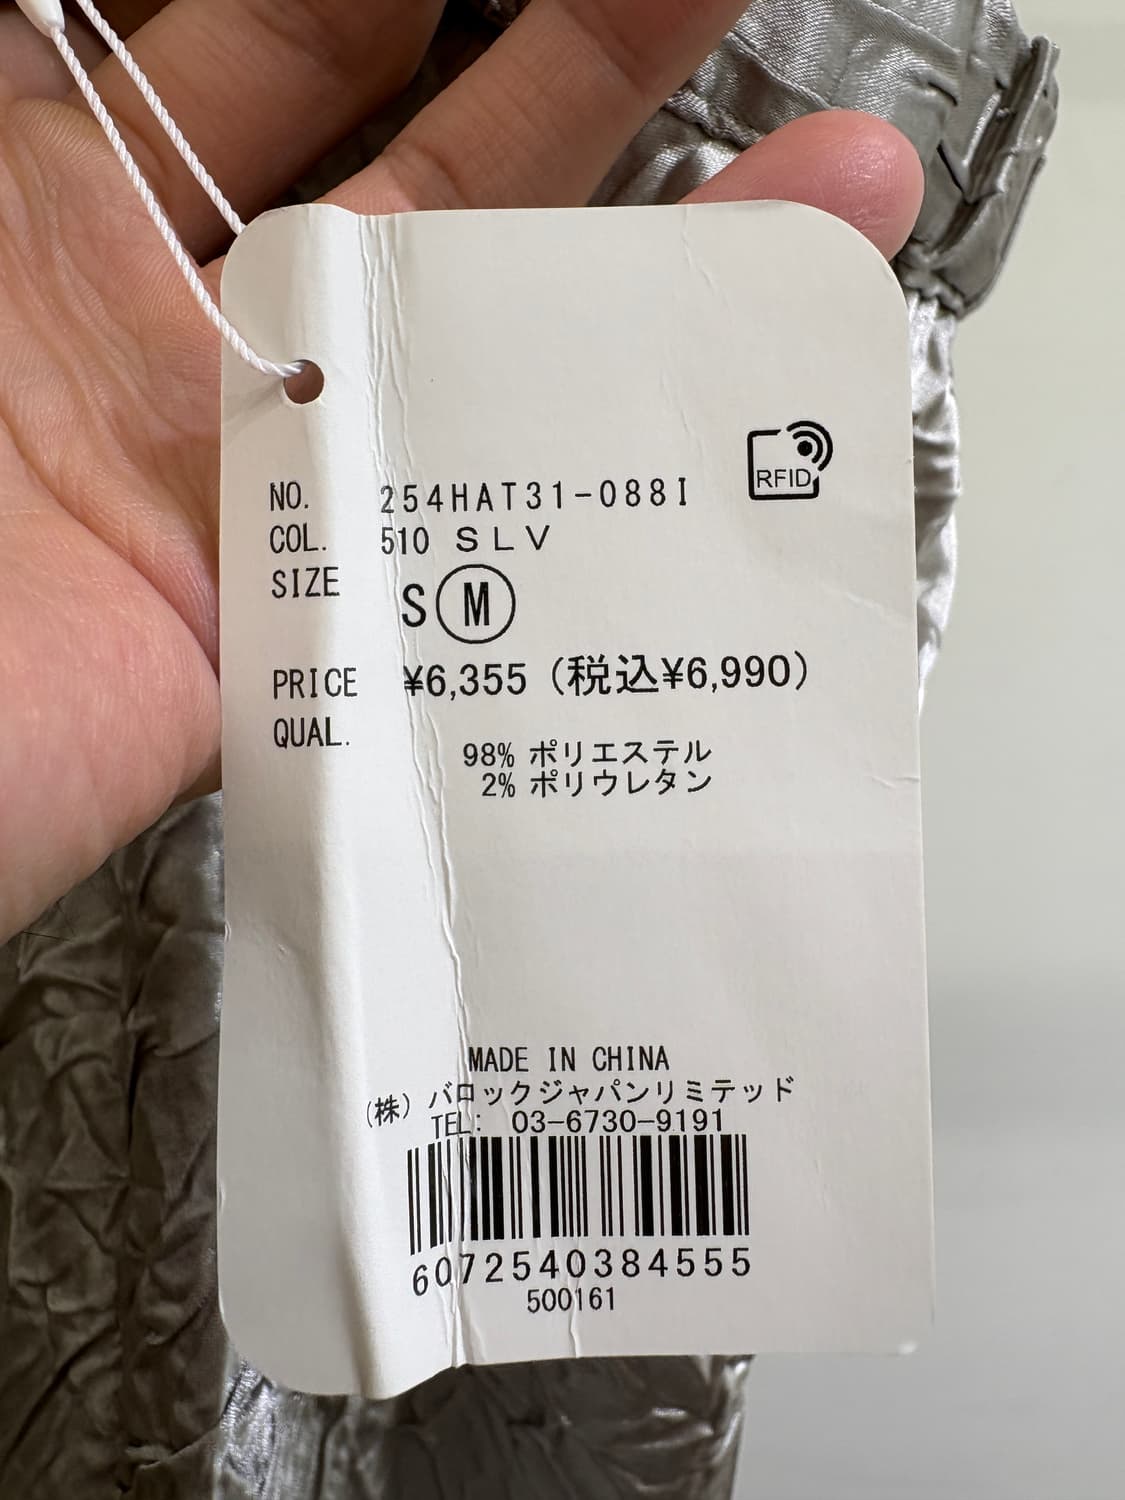 RFID
NO. 254HAT31-088I
COL. 510 SLV
SIZE S M
PRICE ¥6,355 (税込¥6,990)
QUAL.
98% ポリエステル
2% ポリウレタン
MADE IN CHINA
(株) バロックジャパンリミテッド
TEL: 03-6730-9191
6072540384555
500161